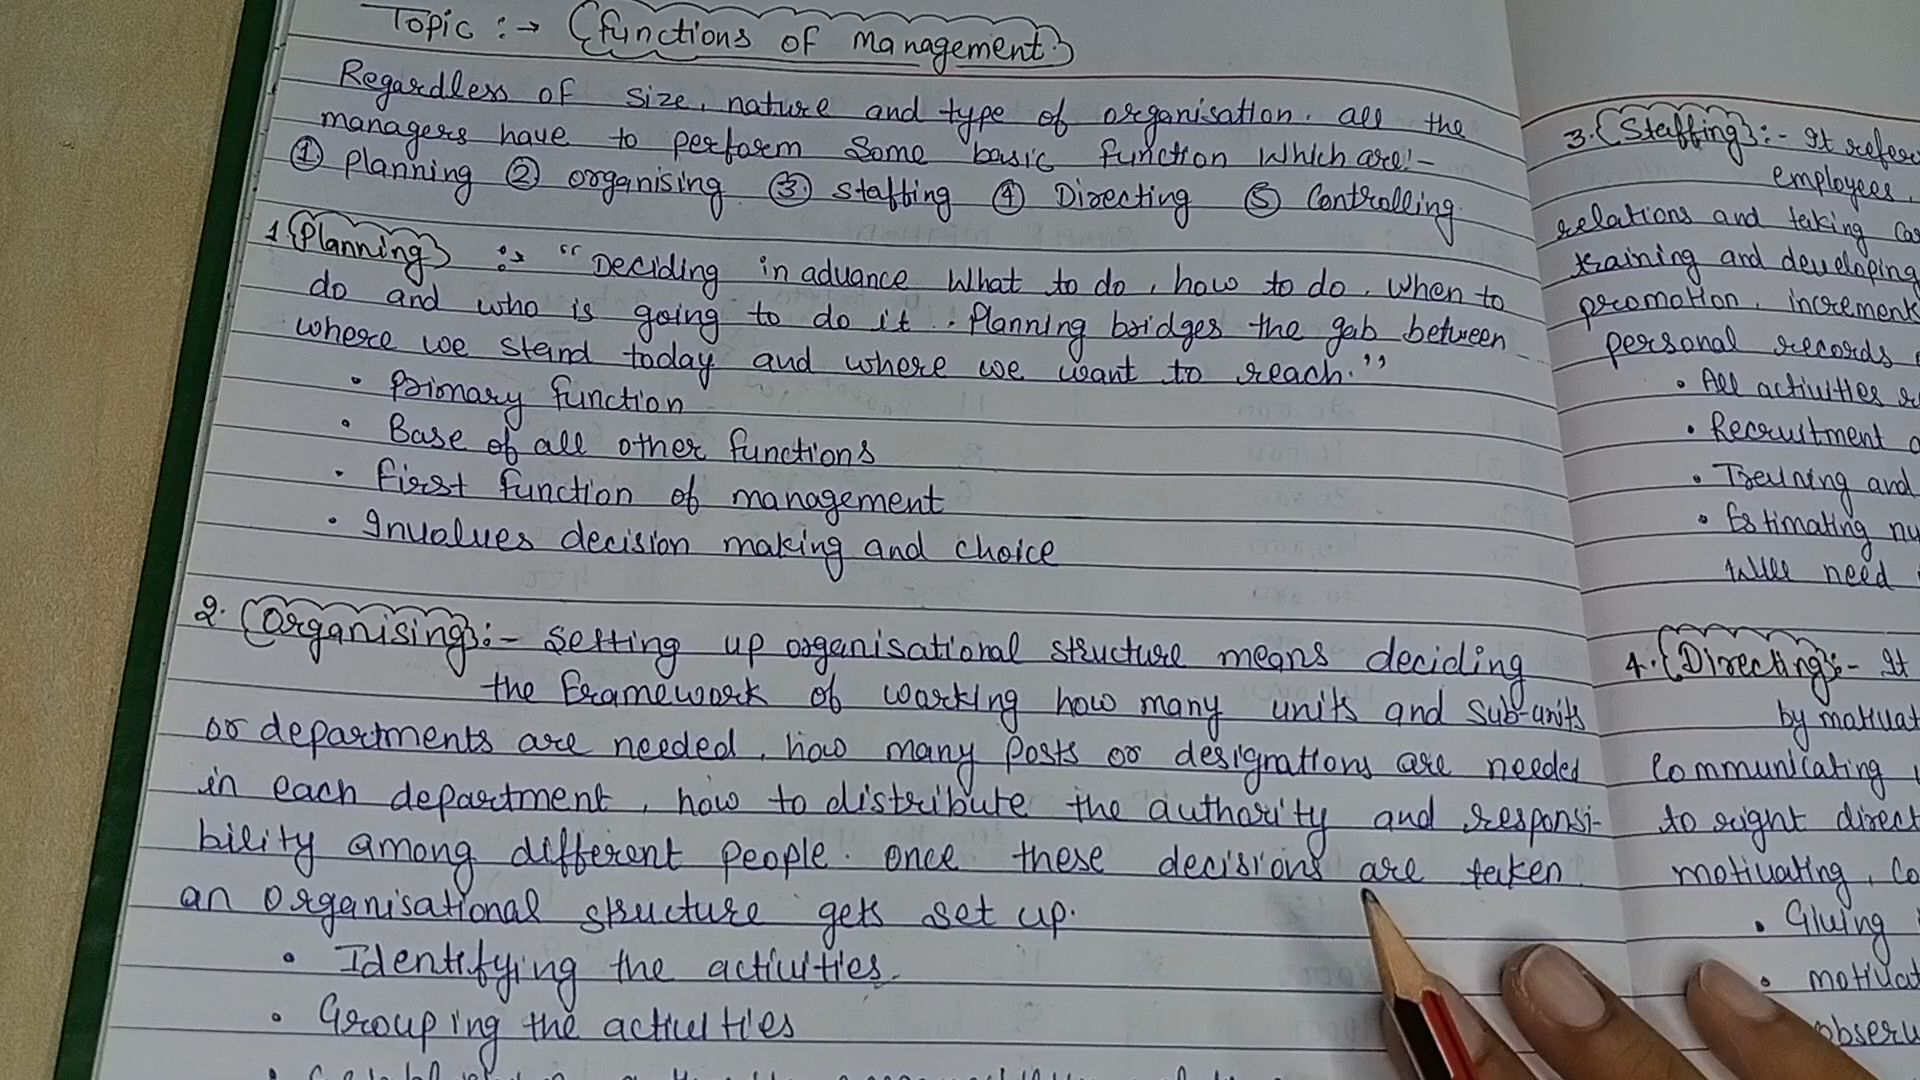 Topic :→ Functions of management
Regardless of size, nature and type of organisation. all the
managers have to perform some basic function which are:-
① Planning ② organising ③ Staffing ④ Directing ⑤ Controlling
1 Planning :→ "Deciding in advance what to do, how to do, when to
do and who is going to do it. Planning bridges the gab between
where we stand today and where we want to reach."
• Primary function
• Base of all other functions
• First function of management
• Involves decision making and choice
2. Organising :- Setting up organisational structure means deciding
the framework of working how many units and sub-units
or departments are needed, how many posts or designations are needed
in each department, how to distribute the authority and responsi-
bility among different people. once these decisions are taken
an organisational structure gets set up.
• Identifying the activities.
• Grouping the activities
3. Staffing :- It refer
employees,
relations and taking
training and developing
promotion, increment
personal records
• All activities
• Recruitment
• Training and
• Estimating
will need
4. Directing :- It
by
Communicating
to right direct
motivating,
• Giving
•